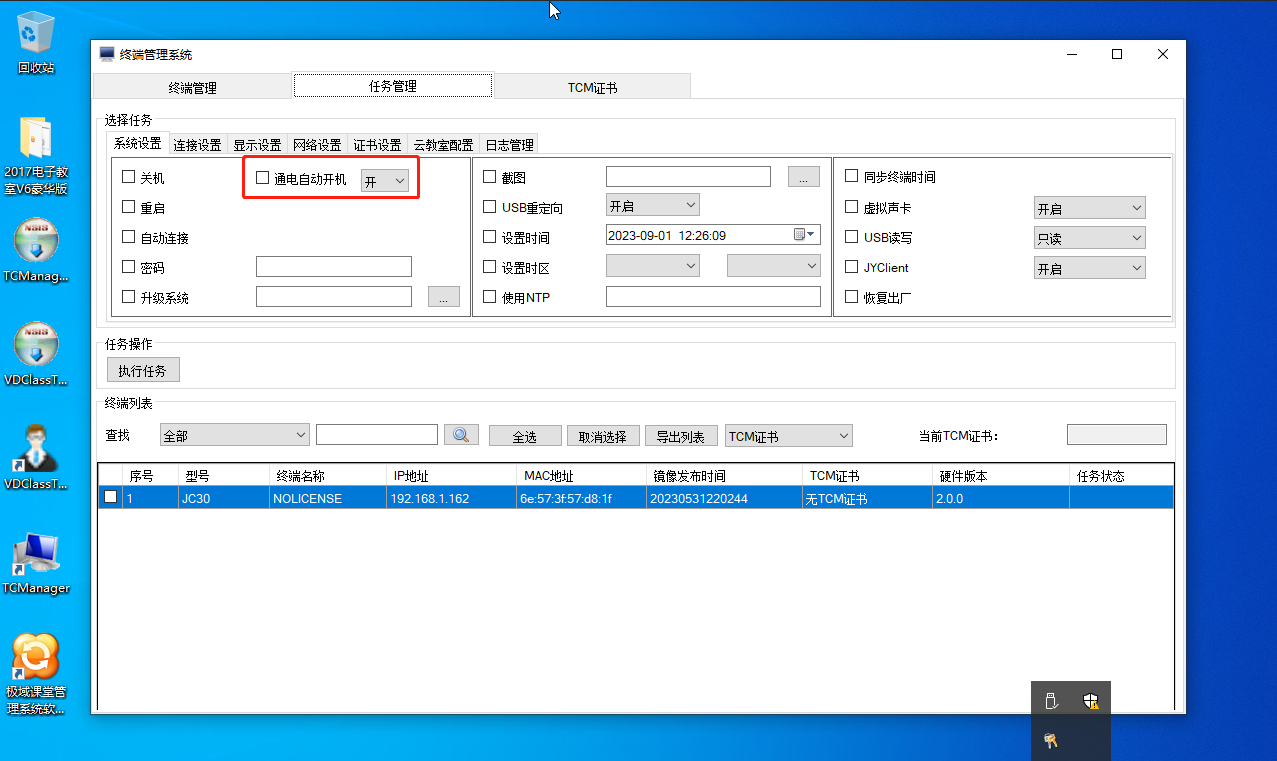 回收站
2017电子教
室V6豪华版
TCManag...
VDClassT...
VDClassT...
TCManager
极域课堂管
理系统软...
终端管理系统
终端管理 任务管理 TCM证书
选择任务
系统设置 连接设置 显示设置 网络设置 证书设置 云教室配置 日志管理
关机 通电自动开机 开 截图 ... 同步终端时间
重启 USB重定向 开启 虚拟声卡 开启
自动连接 设置时间 2023-09-01 12:26:09 USB读写 只读
密码 设置时区 JYClient 开启
升级系统 ... 使用NTP 恢复出厂
任务操作
执行任务
终端列表
查找 全部 全选 取消选择 导出列表 TCM证书 当前TCM证书：
序号 型号 终端名称 IP地址 MAC地址 镜像发布时间 TCM证书 硬件版本 任务状态
1 JC30 NOLICENSE 192.168.1.162 6e:57:3f:57:d8:1f 20230531220244 无TCM证书 2.0.0